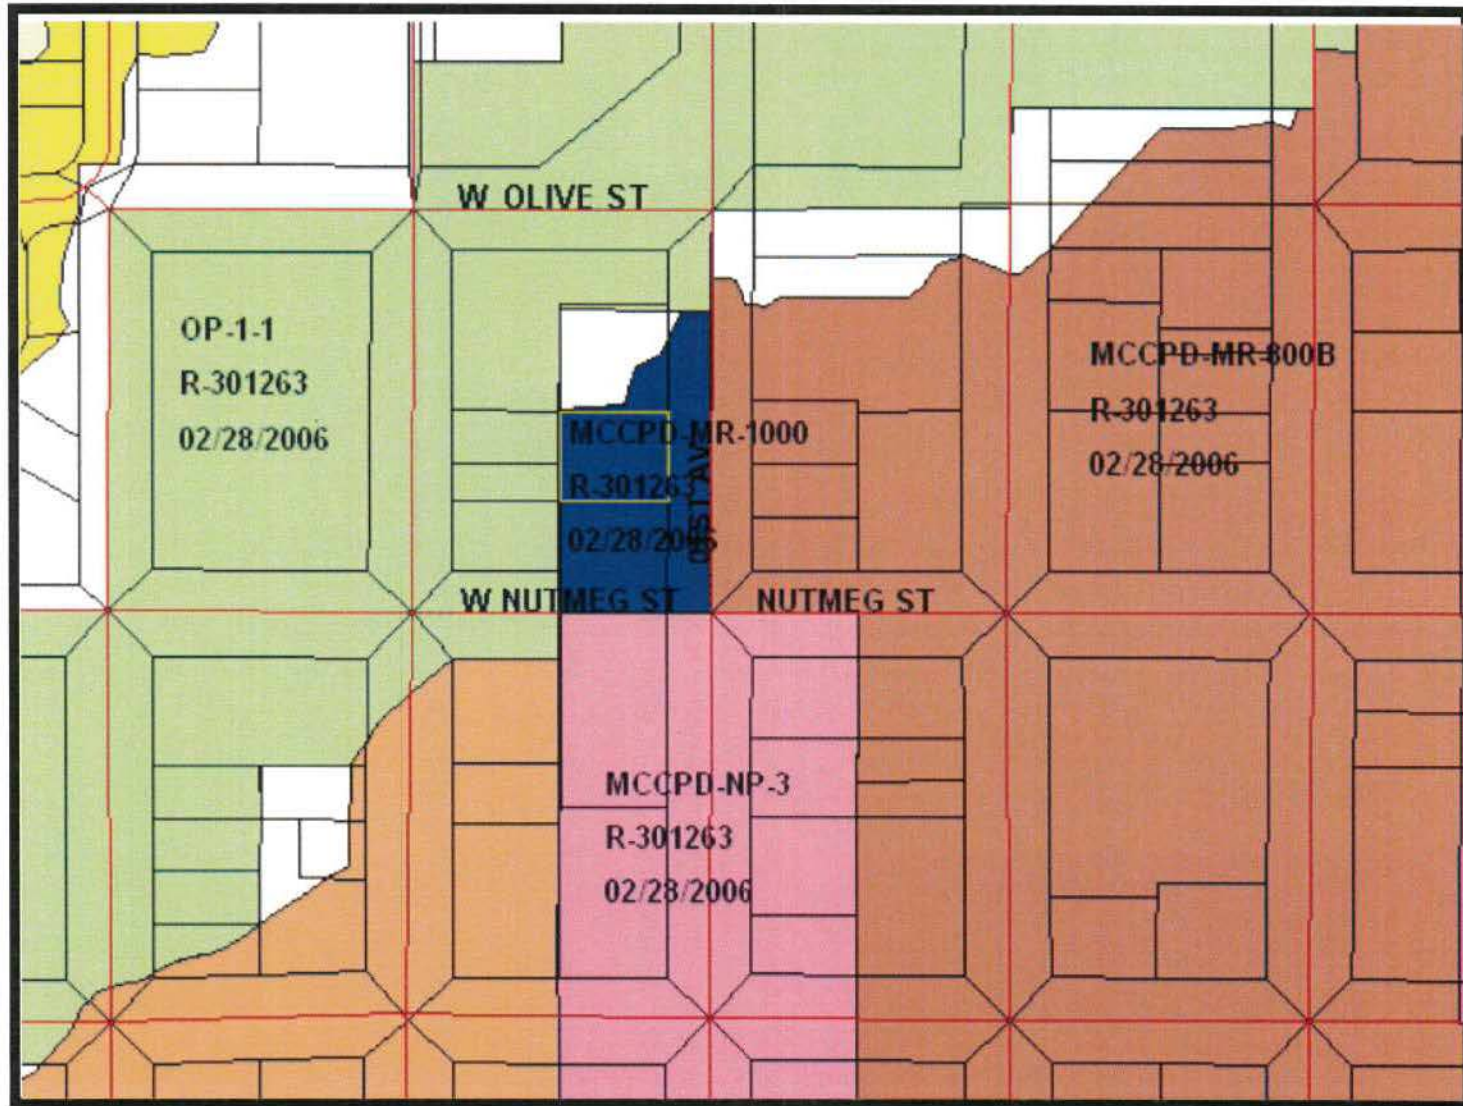 W OLIVE ST
OP-1-1
R-301263
02/28/2006
MCCPD-MR-800B
R-301263
02/28/2006
MCCPD-MR-1000
R-301263
02/28/2006
W NUTMEG ST
NUTMEG ST
MCCPD-NP-3
R-301263
02/28/2006